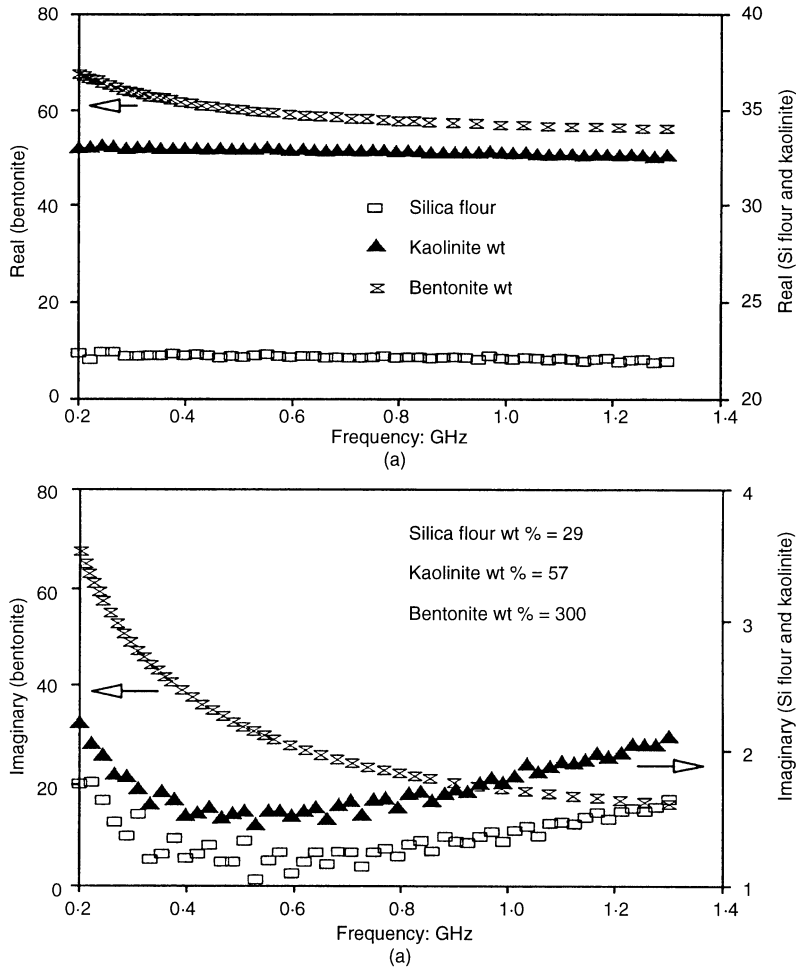 80
60
40
20
0
Real (bentonite)
40
35
30
25
20
Real (Si flour and kaolinite)
Silica flour
Kaolinite wt
Bentonite wt
0·2 0·4 0·6 0·8 1·0 1·2 1·4
Frequency: GHz
(a)
80
60
40
20
0
Imaginary (bentonite)
4
3
2
1
Imaginary (Si flour and kaolinite)
Silica flour wt % = 29
Kaolinite wt % = 57
Bentonite wt % = 300
0·2 0·4 0·6 0·8 1·0 1·2 1·4
Frequency: GHz
(a)